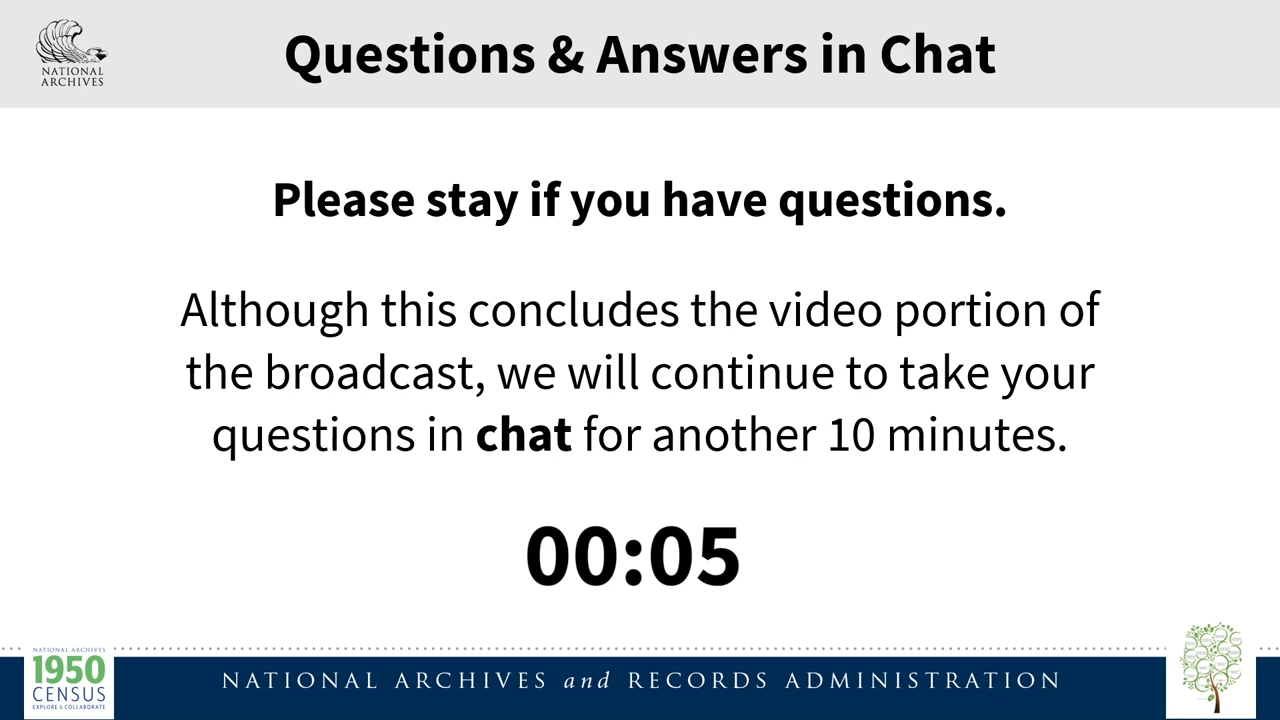 NATIONAL
ARCHIVES
Questions & Answers in Chat
Please stay if you have questions.
Although this concludes the video portion of
the broadcast, we will continue to take your
questions in chat for another 10 minutes.
00:05
NATIONAL ARCHIVES
1950
CENSUS
EXPLORE & COLLABORATE
NATIONAL ARCHIVES and RECORDS ADMINISTRATION